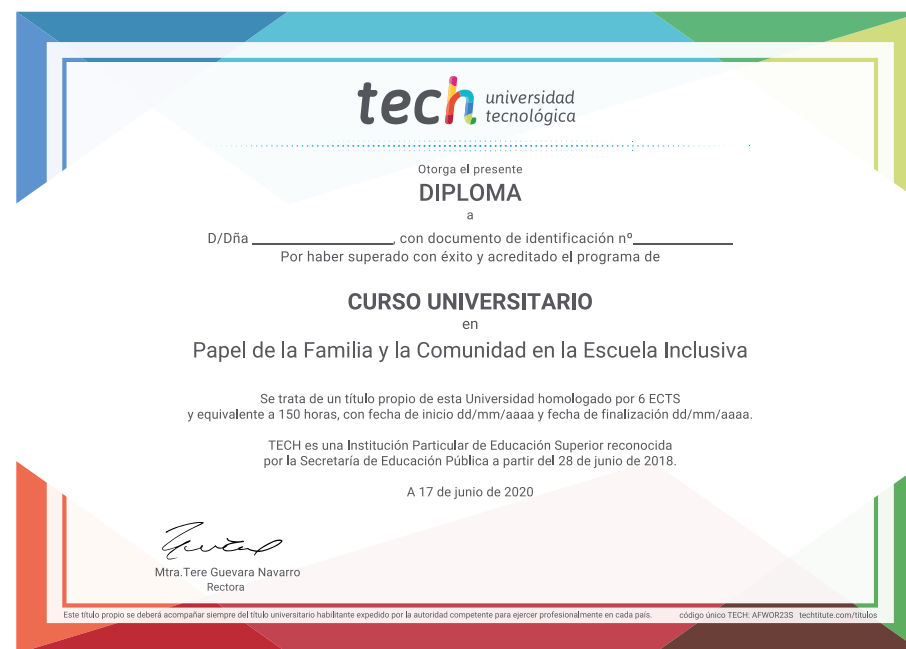 tech universidad
tecnológica
Otorga el presente
DIPLOMA
a
D/Dña ____________________, con documento de identificación nº______________
Por haber superado con éxito y acreditado el programa de
CURSO UNIVERSITARIO
en
Papel de la Familia y la Comunidad en la Escuela Inclusiva
Se trata de un título propio de esta Universidad homologado por 6 ECTS
y equivalente a 150 horas, con fecha de inicio dd/mm/aaaa y fecha de finalización dd/mm/aaaa.
TECH es una Institución Particular de Educación Superior reconocida
por la Secretaría de Educación Pública a partir del 28 de junio de 2018.
A 17 de junio de 2020
Mtra.Tere Guevara Navarro
Rectora
Este título propio se deberá acompañar siempre del título universitario habilitante expedido por la autoridad competente para ejercer profesionalmente en cada país. código único TECH: AFWOR23S techtitute.com/titulos